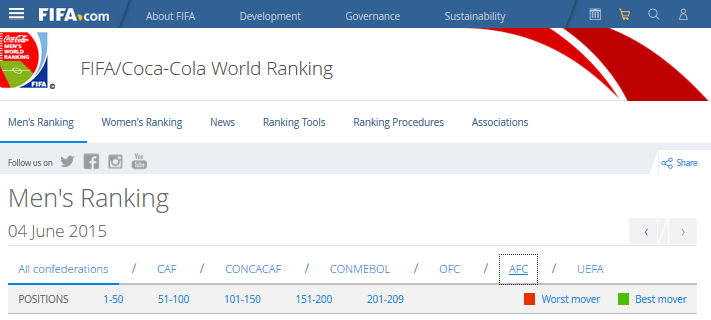 FIFA.com About FIFA Development Governance Sustainability
Coca-Cola
MEN'S
WORLD
RANKING
FIFA
©
FIFA/Coca-Cola World Ranking
Men's Ranking Women's Ranking News Ranking Tools Ranking Procedures Associations
Follow us on You Tube Share
Men's Ranking
04 June 2015
All confederations / CAF / CONCACAF / CONMEBOL / OFC / AFC / UEFA
POSITIONS 1-50 51-100 101-150 151-200 201-209 Worst mover Best mover